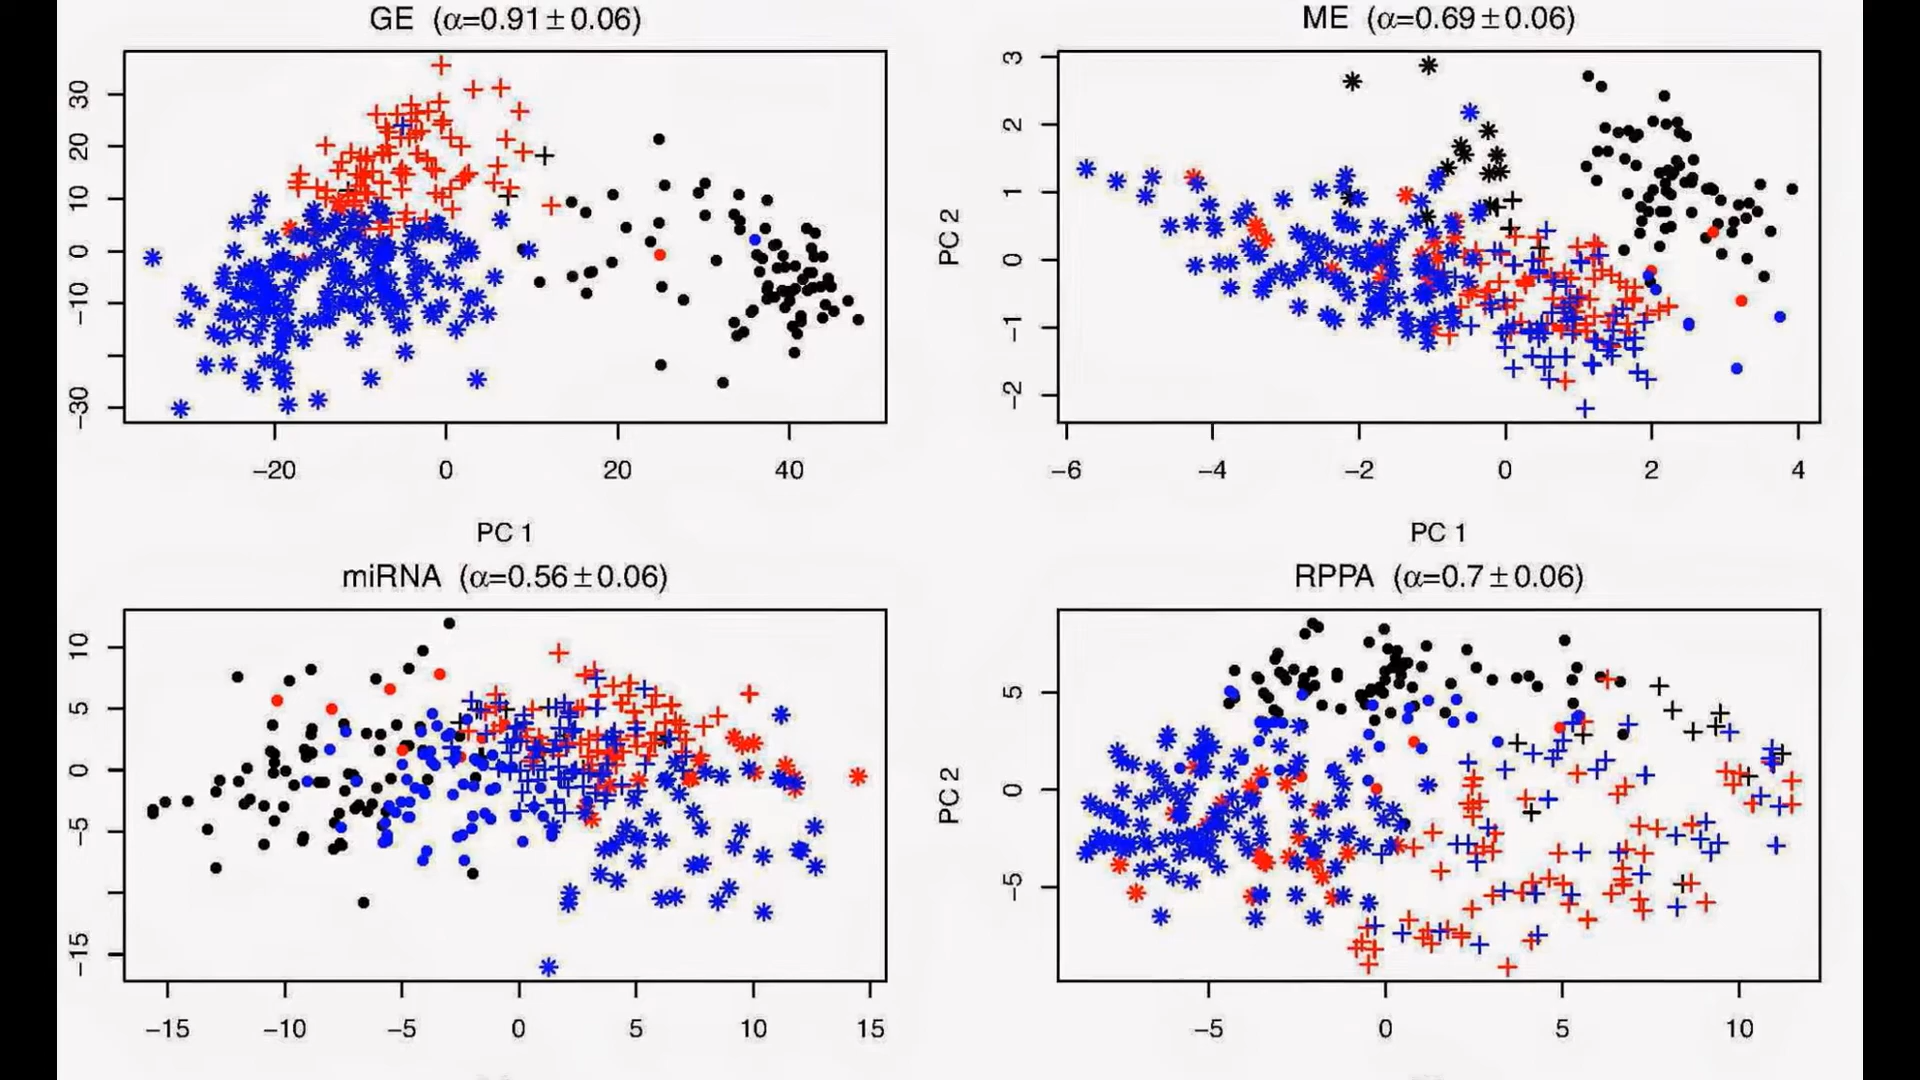 GE (α=0.91±0.06)
30
20
10
0
−10
−30
−20 0 20 40
PC 1
ME (α=0.69±0.06)
PC 2
3
2
1
0
−1
−2
−6 −4 −2 0 2 4
PC 1
miRNA (α=0.56±0.06)
10
5
0
−5
−15
−15 −10 −5 0 5 10 15
RPPA (α=0.7±0.06)
PC 2
5
0
−5
−5 0 5 10